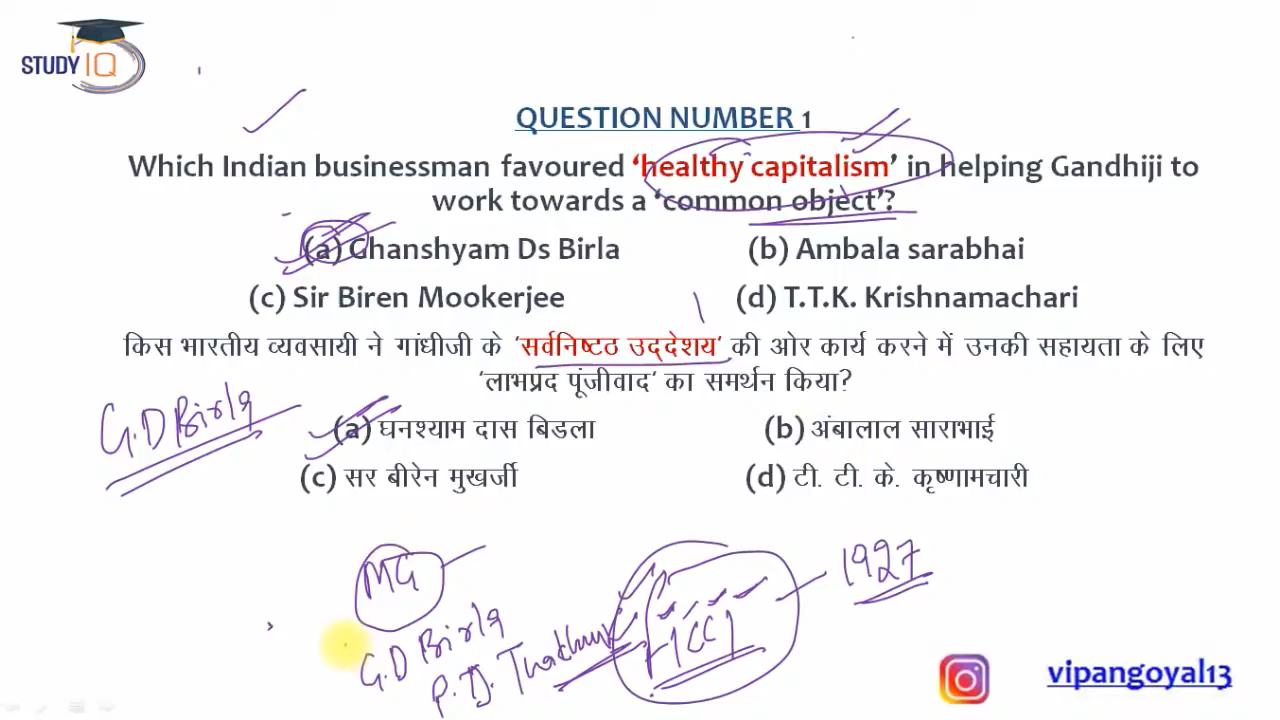 STUDY IQ
QUESTION NUMBER 1
Which Indian businessman favoured ‘healthy capitalism’ in helping Gandhiji to
work towards a ‘common object’?
(a) Ghanshyam Ds Birla
(b) Ambala sarabhai
(c) Sir Biren Mookerjee
(d) T.T.K. Krishnamachari
किस भारतीय व्यवसायी ने गांधीजी के ‘सर्वनिष्टठ उद्देशय’ की ओर कार्य करने में उनकी सहायता के लिए
‘लाभप्रद पूंजीवाद’ का समर्थन किया?
G.D Birla
(a) घनश्याम दास बिडला
(b) अंबालाल साराभाई
(c) सर बीरेन मुखर्जी
(d) टी. टी. के. कृष्णामचारी
MG
1927
G.D Birla
P.D. Thakur
FICCI
vipangoyal13